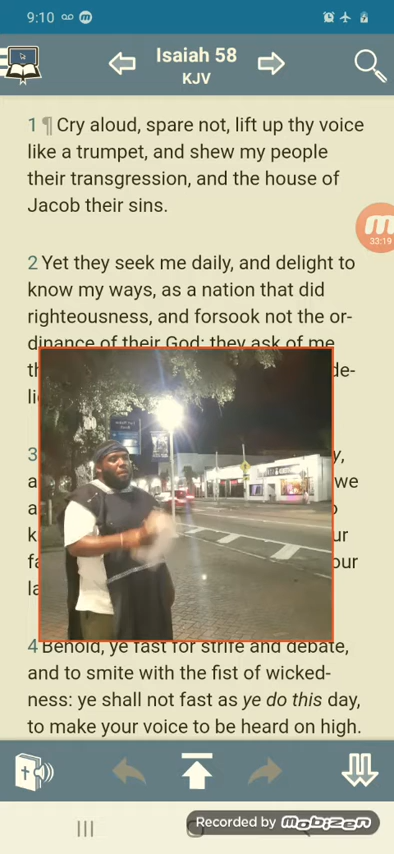 9:10
Isaiah 58
KJV
1 ¶ Cry aloud, spare not, lift up thy voice
like a trumpet, and shew my people
their transgression, and the house of
Jacob their sins.
33:19
2 Yet they seek me daily, and delight to
know my ways, as a nation that did
righteousness, and forsook not the or-
dinance of their God: they ask of me
th
de-
li
3
y,
a
we
a
k
ur
fa
our
la
4 Behold, ye fast for strife and debate,
and to smite with the fist of wicked-
ness: ye shall not fast as ye do this day,
to make your voice to be heard on high.
Recorded by mobizen